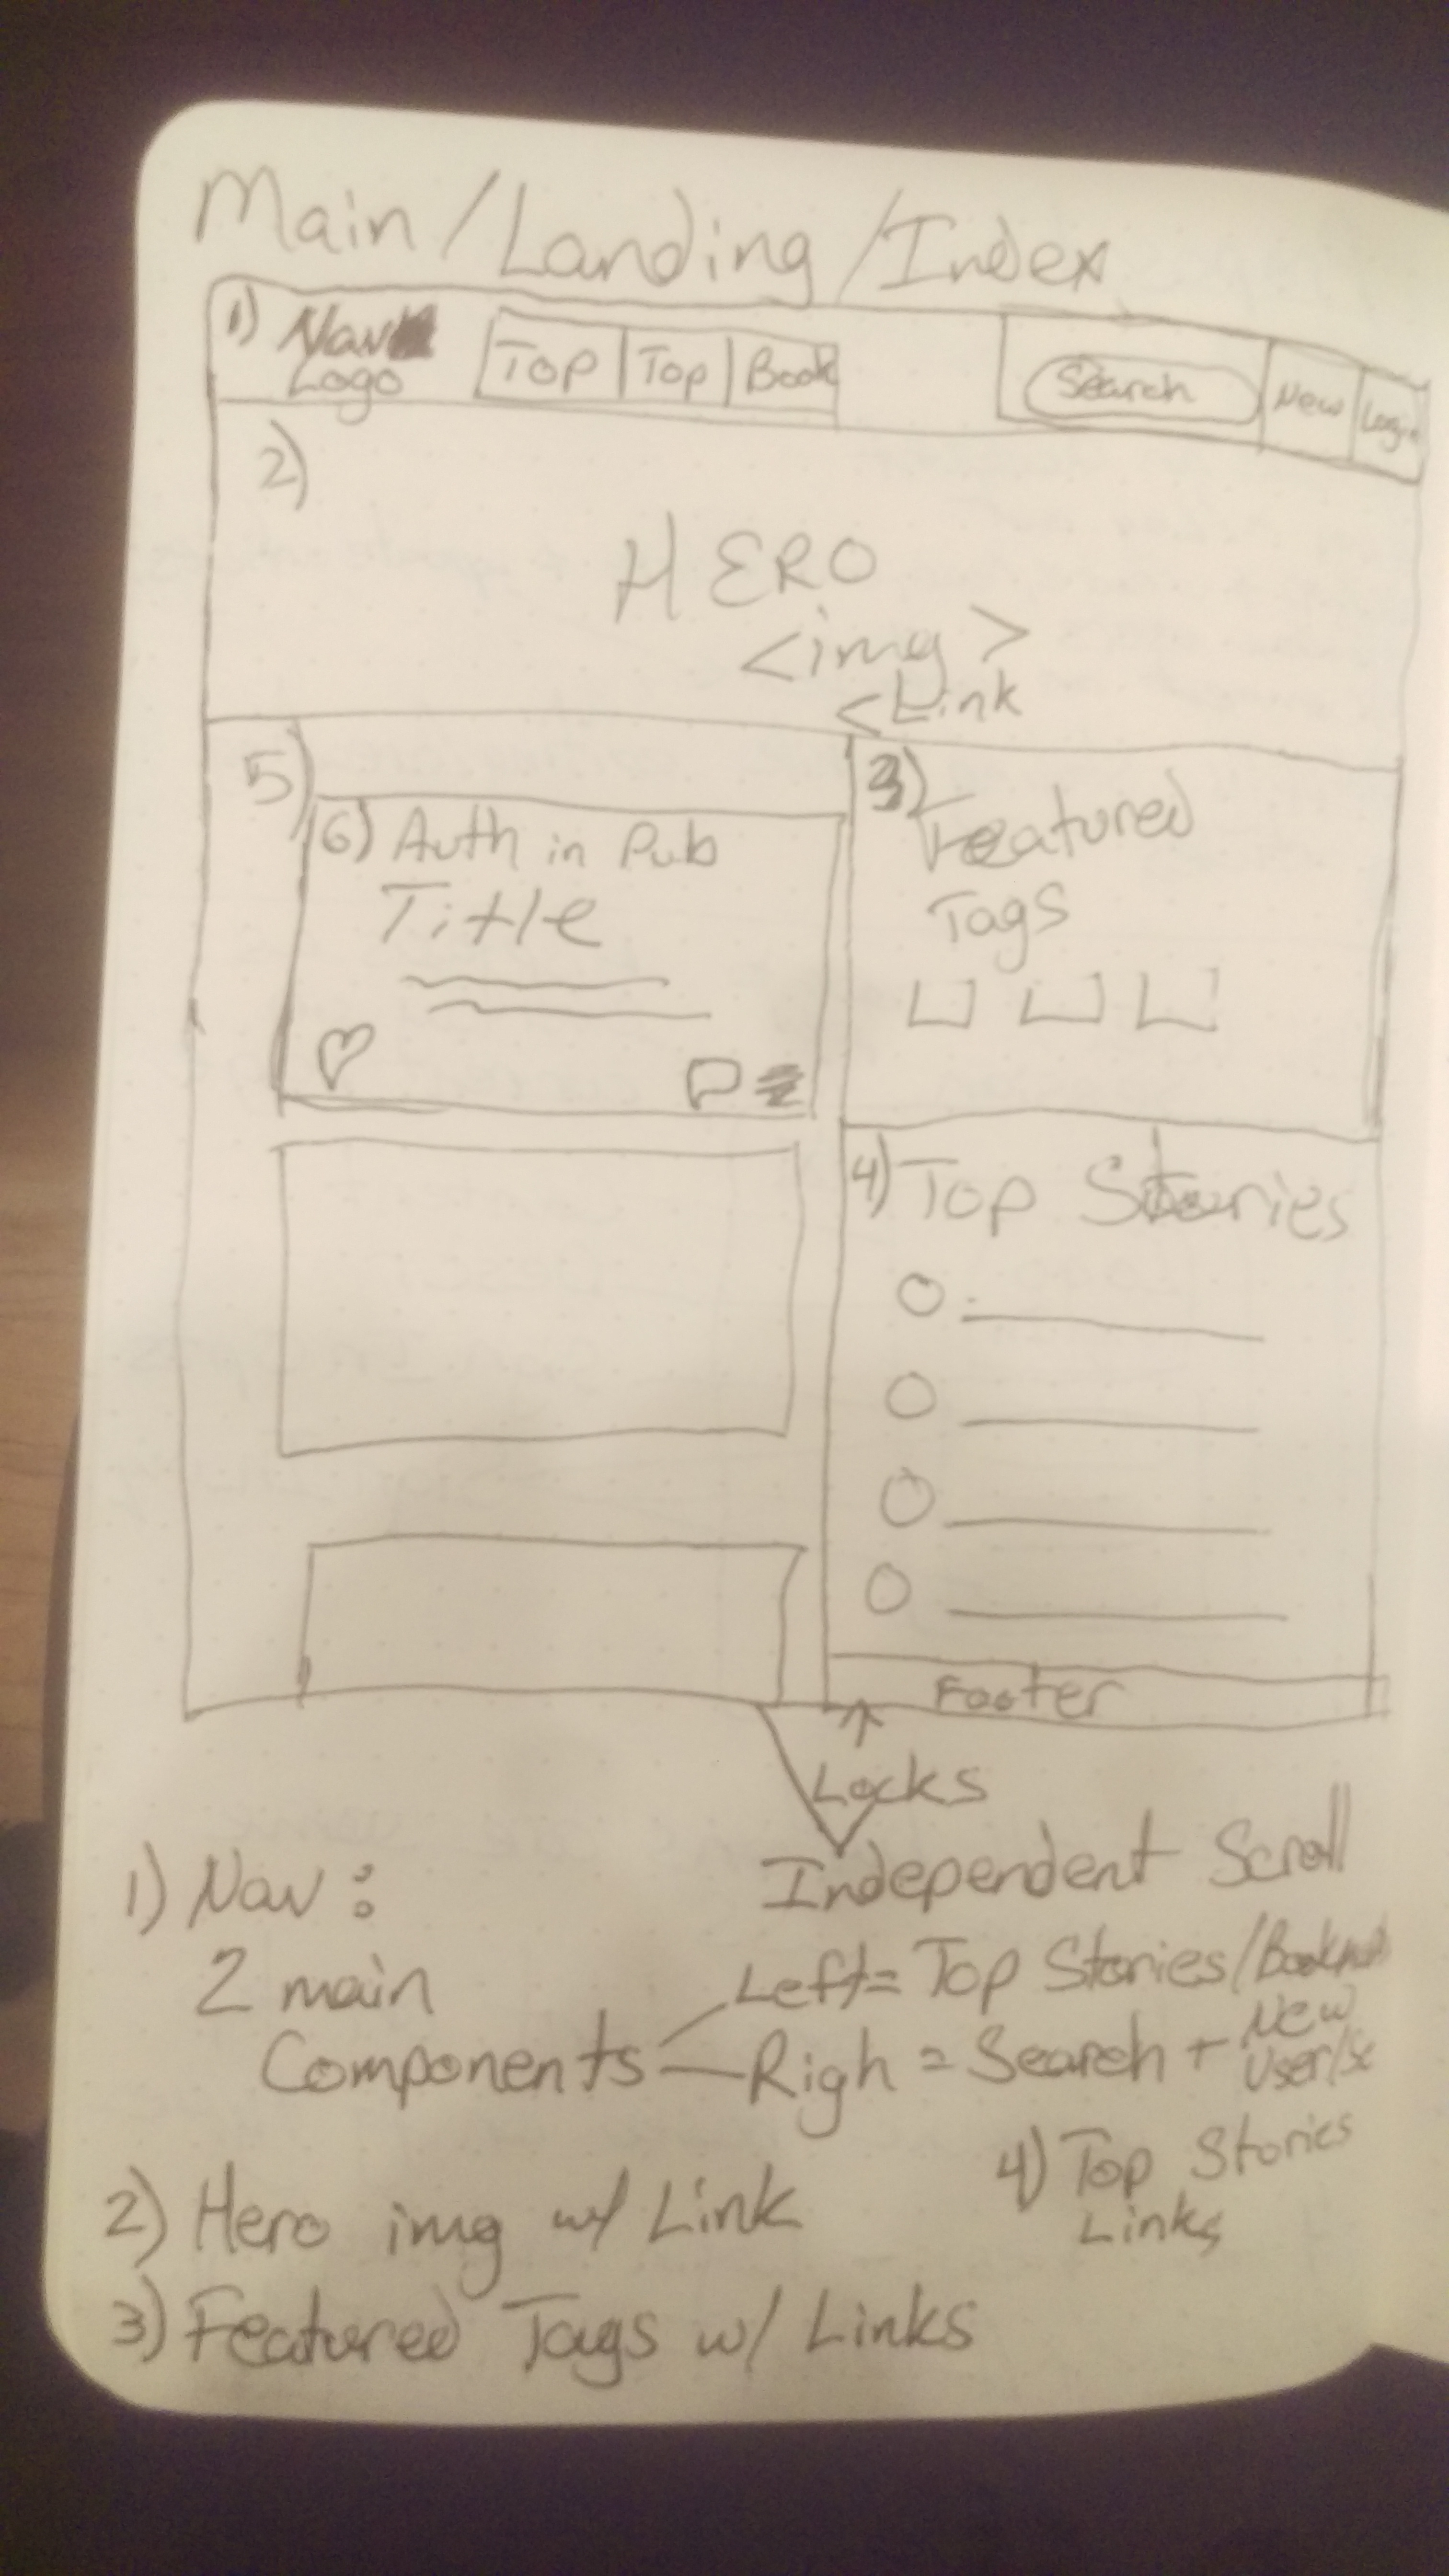 Main / Landing / Index
1) Nav
Logo
Top Top Book
Search New Login
2)
HERO
<img>
<Link
5)
6) Auth in Pub
Title
3) Featured
Tags
4) Top Stories
Footer
Locks
Independent Scroll
1) Nav:
2 main
Components
Left= Top Stories/
Righ = Search + New
User/
2) Hero img w/ Link
3) Featured Tags w/ Links
4) Top Stories
Links